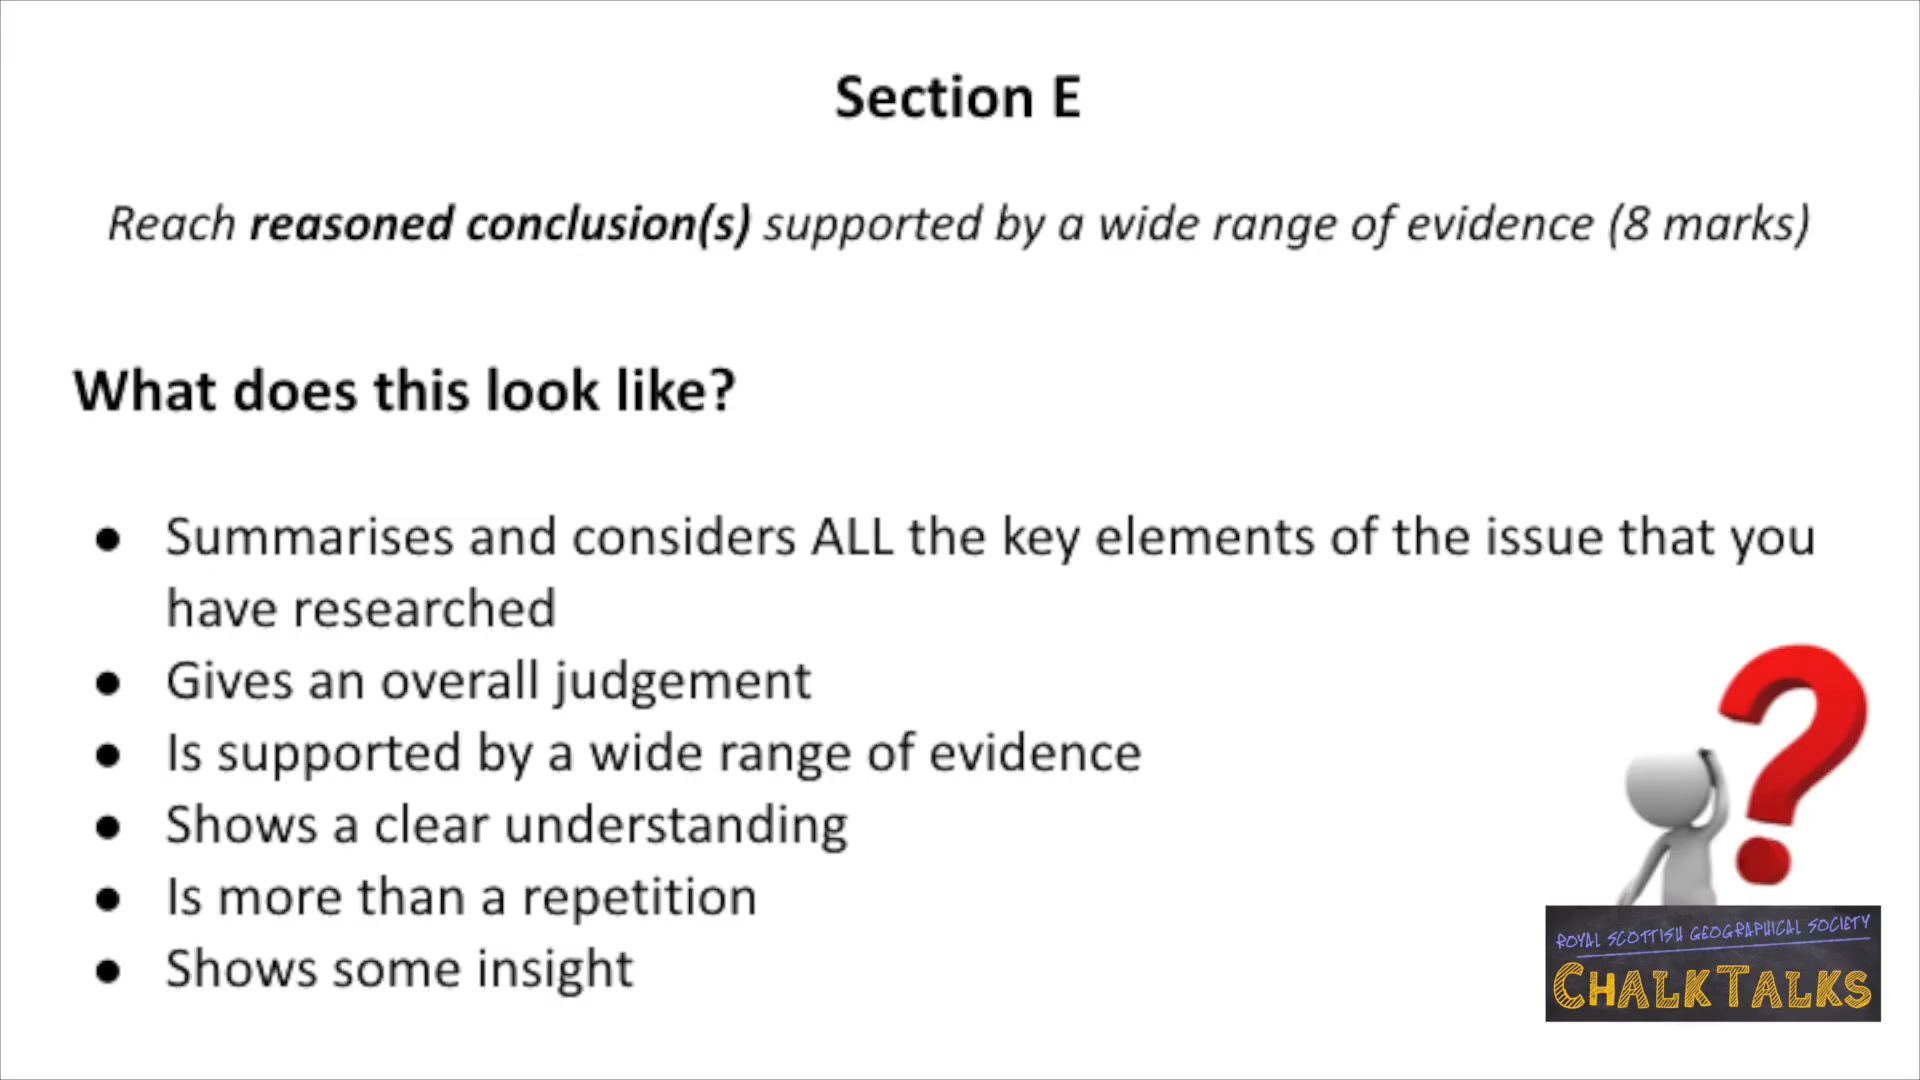 Section E
Reach reasoned conclusion(s) supported by a wide range of evidence (8 marks)
What does this look like?
● Summarises and considers ALL the key elements of the issue that you
have researched
● Gives an overall judgement
● Is supported by a wide range of evidence
● Shows a clear understanding
● Is more than a repetition
● Shows some insight
ROYAL SCOTTISH GEOGRAPHICAL SOCIETY
CHALKTALKS